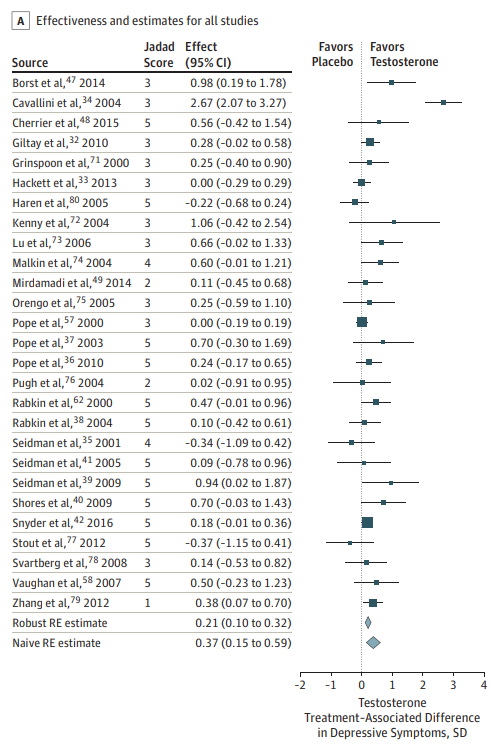 A Effectiveness and estimates for all studies
Source Jadad Score Effect (95% CI) Favors Placebo Favors Testosterone
Borst et al,47 2014 3 0.98 (0.19 to 1.78)
Cavallini et al,34 2004 3 2.67 (2.07 to 3.27)
Cherrier et al,48 2015 5 0.56 (-0.42 to 1.54)
Giltay et al,32 2010 3 0.28 (-0.02 to 0.58)
Grinspoon et al,71 2000 3 0.25 (-0.40 to 0.90)
Hackett et al,33 2013 3 0.00 (-0.29 to 0.29)
Haren et al,80 2005 5 -0.22 (-0.68 to 0.24)
Kenny et al,72 2004 3 1.06 (-0.42 to 2.54)
Lu et al,73 2006 3 0.66 (-0.02 to 1.33)
Malkin et al,74 2004 4 0.60 (-0.01 to 1.21)
Mirdamadi et al,49 2014 2 0.11 (-0.45 to 0.68)
Orengo et al,75 2005 3 0.25 (-0.59 to 1.10)
Pope et al,57 2000 3 0.00 (-0.19 to 0.19)
Pope et al,37 2003 5 0.70 (-0.30 to 1.69)
Pope et al,36 2010 5 0.24 (-0.17 to 0.65)
Pugh et al,76 2004 2 0.02 (-0.91 to 0.95)
Rabkin et al,62 2000 5 0.47 (-0.01 to 0.96)
Rabkin et al,38 2004 5 0.10 (-0.42 to 0.61)
Seidman et al,35 2001 4 -0.34 (-1.09 to 0.42)
Seidman et al,41 2005 5 0.09 (-0.78 to 0.96)
Seidman et al,39 2009 5 0.94 (0.02 to 1.87)
Shores et al,40 2009 5 0.70 (-0.03 to 1.43)
Snyder et al,42 2016 5 0.18 (-0.01 to 0.36)
Stout et al,77 2012 5 -0.37 (-1.15 to 0.41)
Svartberg et al,78 2008 3 0.14 (-0.53 to 0.82)
Vaughan et al,58 2007 5 0.50 (-0.23 to 1.23)
Zhang et al,79 2012 1 0.38 (0.07 to 0.70)
Robust RE estimate 0.21 (0.10 to 0.32)
Naive RE estimate 0.37 (0.15 to 0.59)
-2 -1 0 1 2 3 4
Testosterone
Treatment-Associated Difference
in Depressive Symptoms, SD